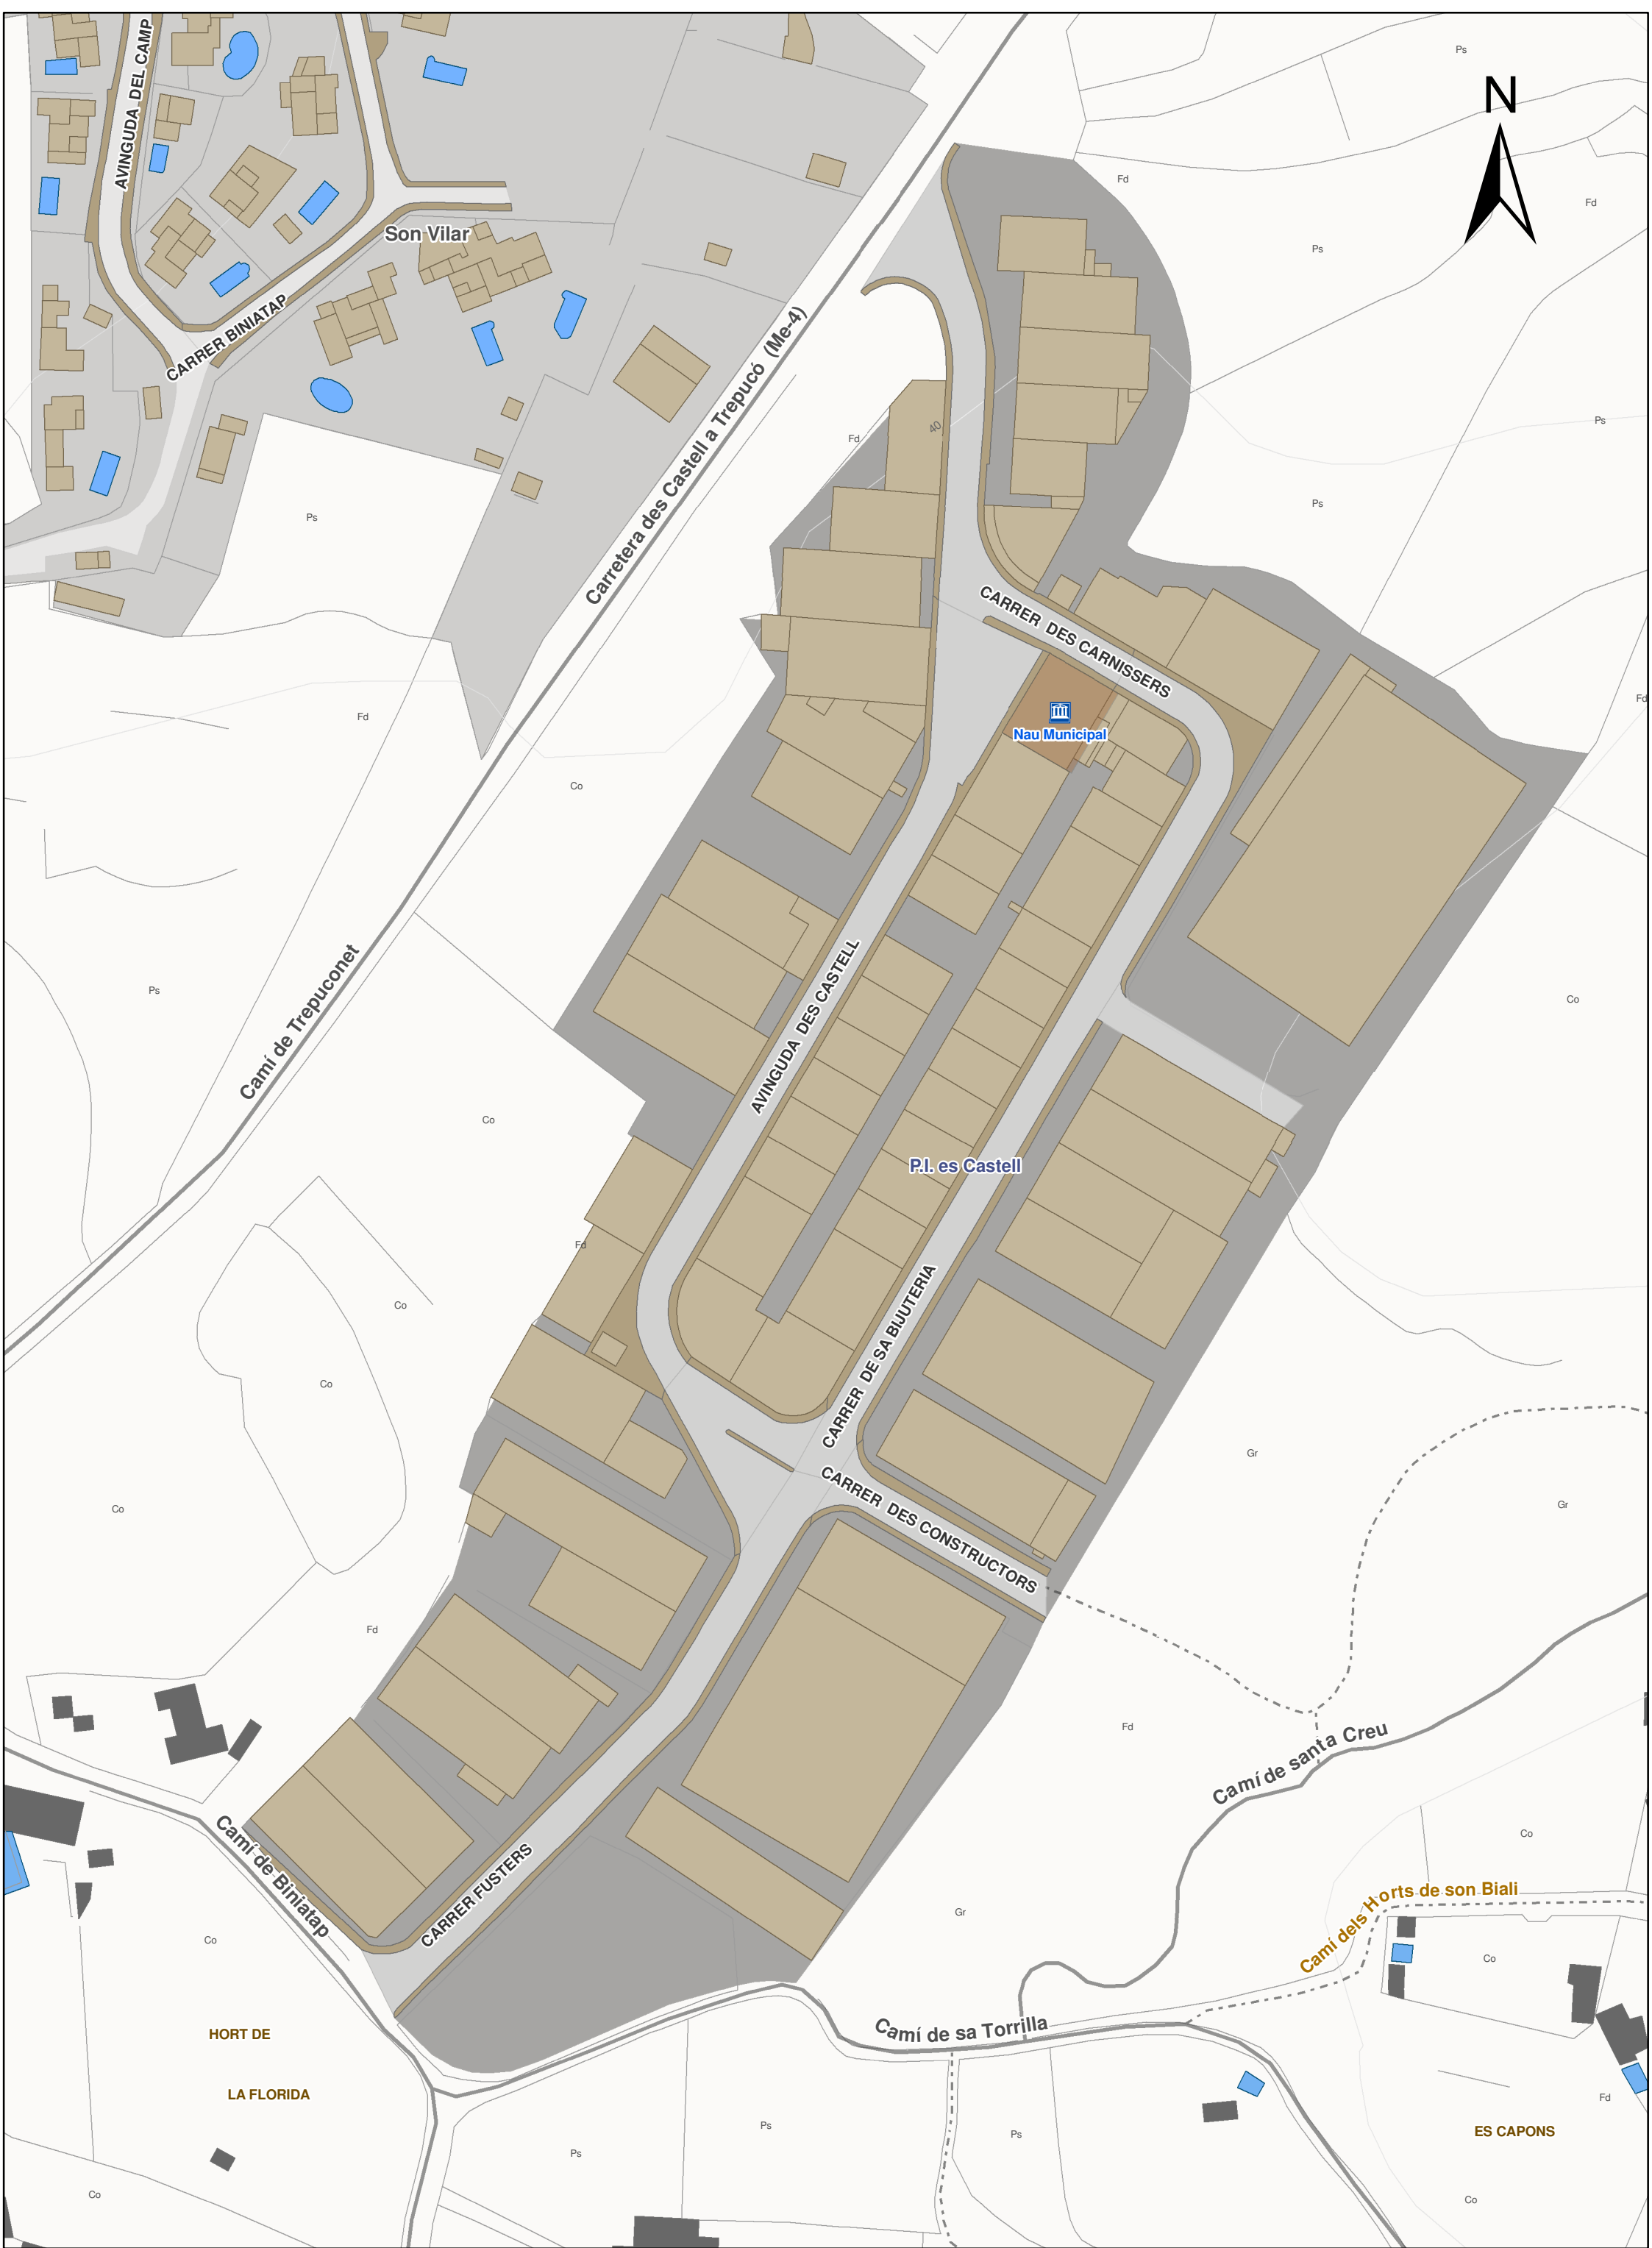 N
Ps
AVINGUDA DEL CAMP
Fd
Fd
Son Vilar
Ps
CARRER BINIATAP
Carretera des Castell a Trepucó (Me-4)
Ps
40
Fd
Ps
Ps
CARRER DES CARNISSERS
Fd
Fd
Nau Municipal
Co
Camí de Trepuconet
AVINGUDA DES CASTELL
Ps
Co
Co
P.I. es Castell
Fd
Co
CARRER DE SA BIJUTERIA
Co
Gr
Co
Gr
CARRER DES CONSTRUCTORS
Fd
Fd
Camí de santa Creu
Camí de Biniatap
Co
CARRER FUSTERS
Camí dels Horts de son Biali
Gr
Co
Co
HORT DE
Camí de sa Torrilla
LA FLORIDA
Fd
Ps
Ps
ES CAPONS
Ps
Co
Co